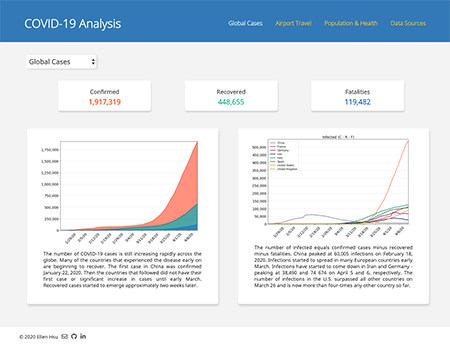 COVID-19 Analysis
Global Cases Airport Travel Population & Health Data Sources
Global Cases
Confirmed
1,917,319
Recovered
448,655
Fatalities
119,482
1,750,000
1,500,000
1,250,000
1,000,000
750,000
500,000
250,000
0
The number of COVID-19 cases is still increasing rapidly across the
globe. Many of the countries that experienced the disease early on
are beginning to recover. The first case in China was confirmed
January 22, 2020. Then the countries that followed did not have their
first case or significant increase in cases until early March.
Recovered cases started to emerge approximately two weeks later.
Infected (C - R - F)
500,000
450,000
400,000
350,000
300,000
250,000
200,000
150,000
100,000
50,000
0
China
France
Germany
Iran
Italy
Spain
United States
United Kingdom
The number of infected equals confirmed cases minus recovered
minus fatalities. China peaked at 60,005 infections on February 18,
2020. Infections started to spread in many European countries early
March. Infections have started to come down in Iran and Germany -
peaking at 38,490 and 74 674 on April 5 and 6, respectively. The
number of infections in the U.S. surpassed all other countries on
March 26 and is now more than four-times any other country so far.
© 2020 Ellen Hsu